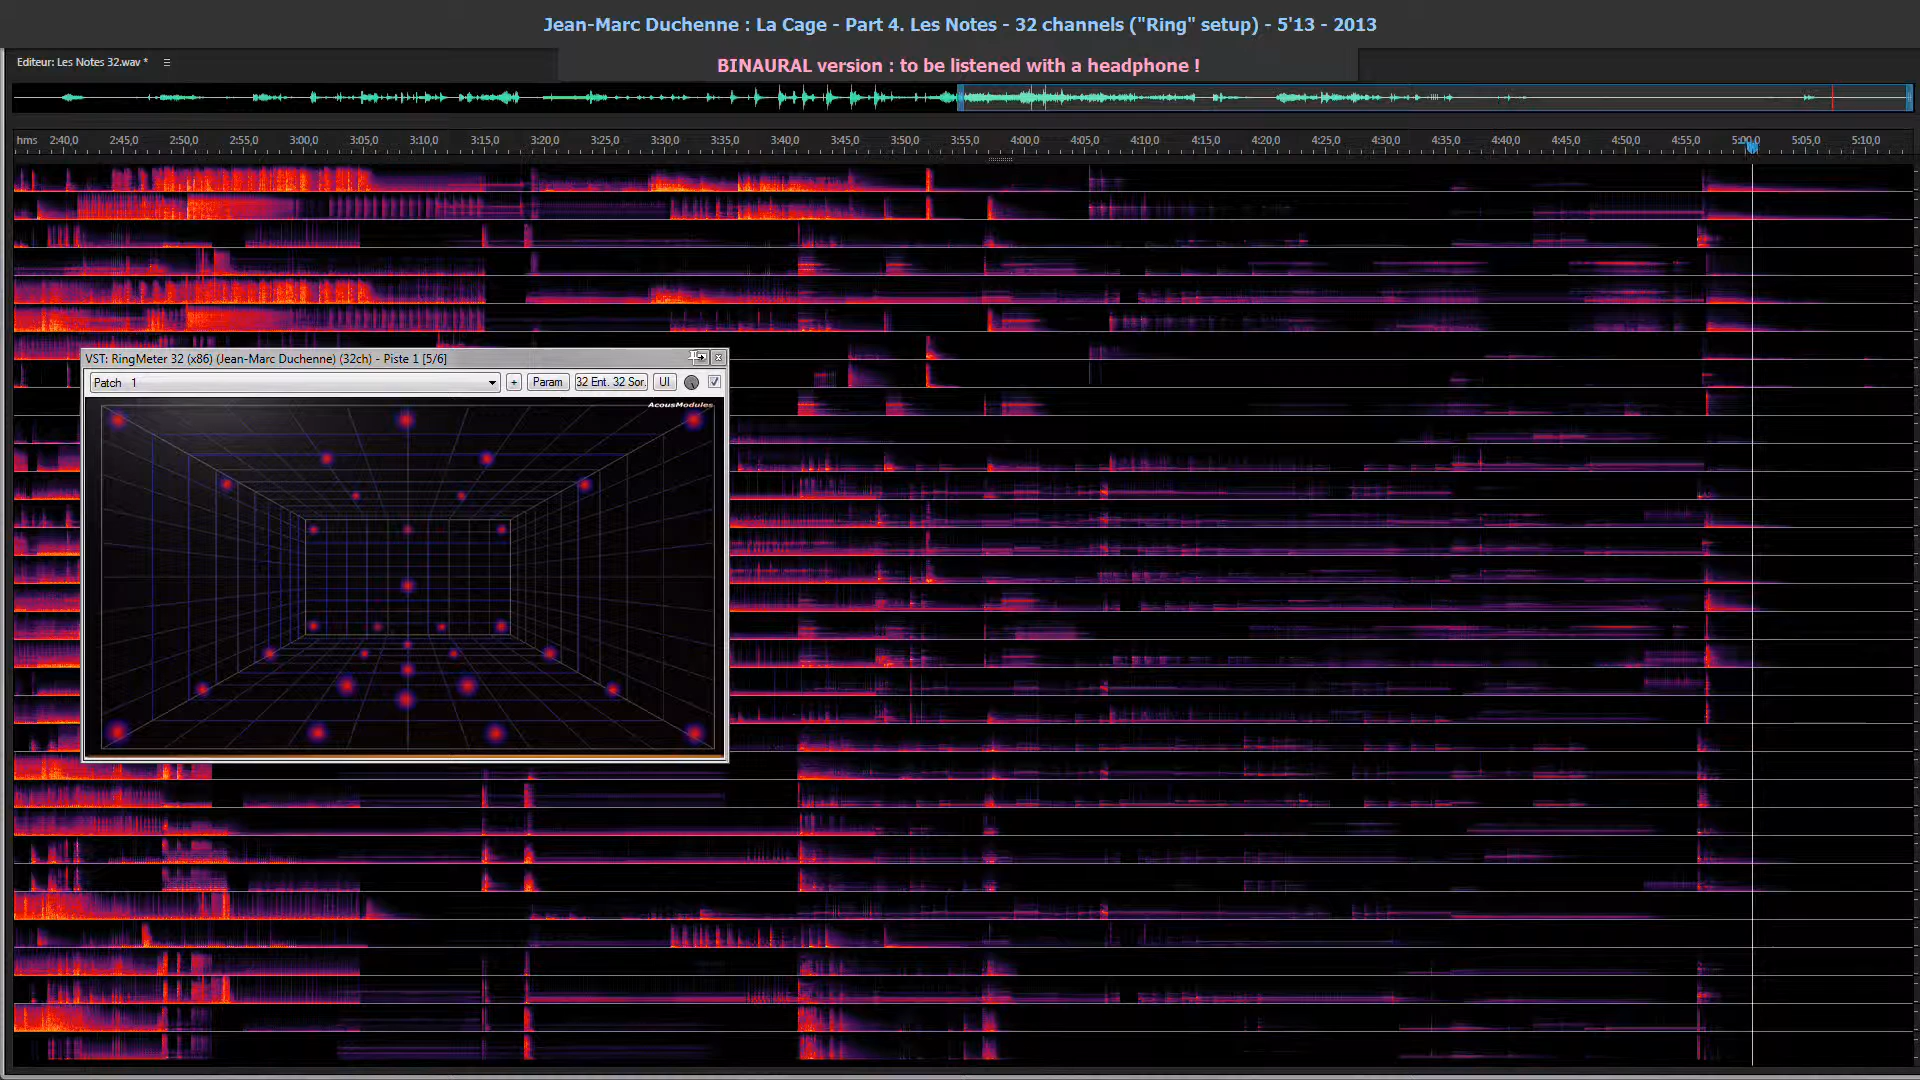 Jean-Marc Duchenne : La Cage - Part 4. Les Notes - 32 channels ("Ring" setup) - 5'13 - 2013
BINAURAL version : to be listened with a headphone !
Editeur: Les Notes 32.wav *
hms 2:40,0 2:45,0 2:50,0 2:55,0 3:00,0 3:05,0 3:10,0 3:15,0 3:20,0 3:25,0 3:30,0 3:35,0 3:40,0 3:45,0 3:50,0 3:55,0 4:00,0 4:05,0 4:10,0 4:15,0 4:20,0 4:25,0 4:30,0 4:35,0 4:40,0 4:45,0 4:50,0 4:55,0 5:00,0 5:05,0 5:10,0
VST: RingMeter 32 (x86) (Jean-Marc Duchenne) (32ch) - Piste 1 [5/6]
Patch 1 + Param 32 Ent. 32 Sor. UI
AcousModules